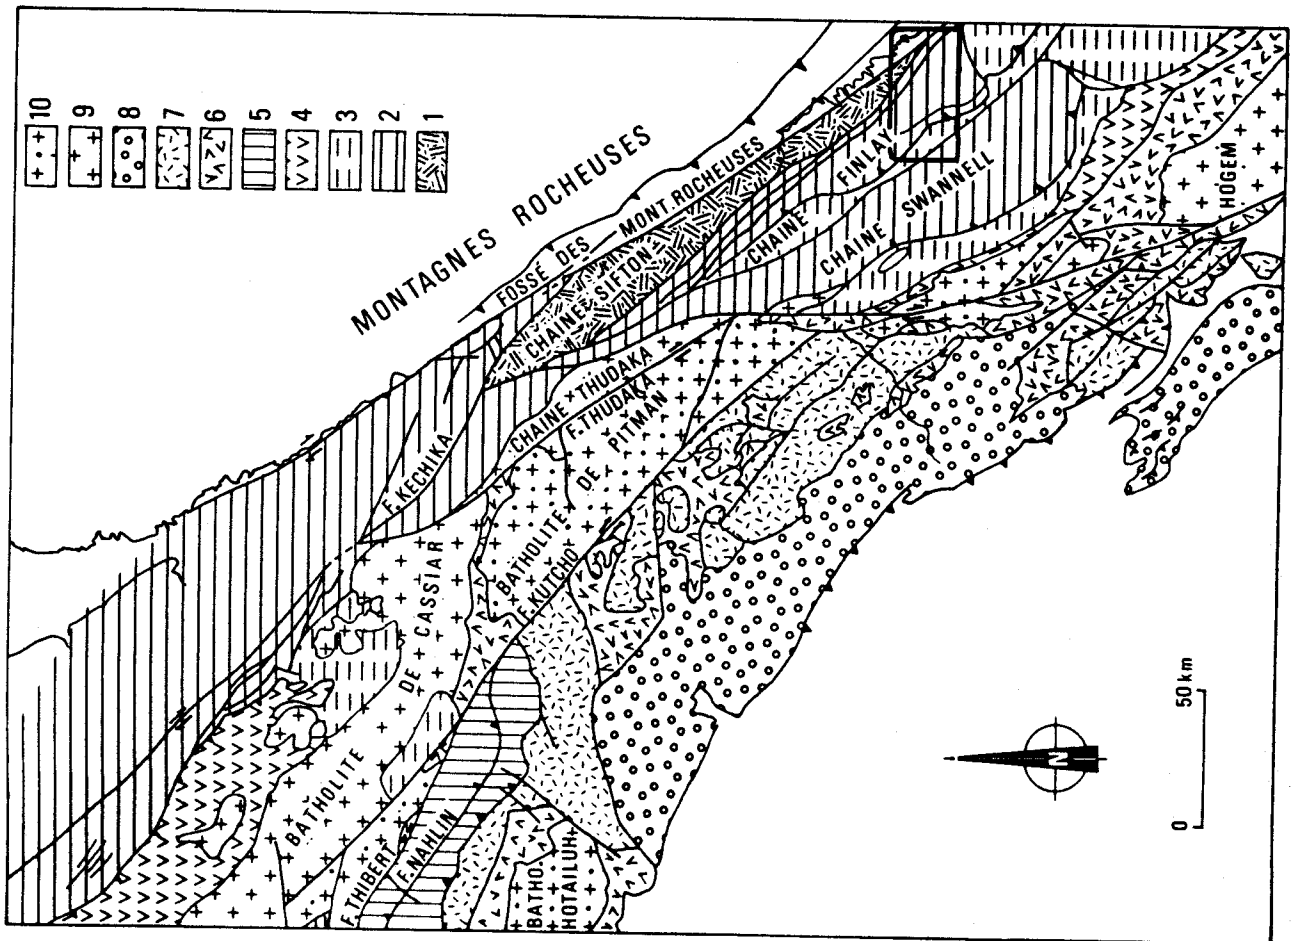 10
9
8
7
6
5
4
3
2
1
MONTAGNES ROCHEUSES
FOSSÉ DES MONT. ROCHEUSES
CHAINE SIFTON
CHAINE FINLAY
CHAINE SWANNELL
HOGEM
F. KECHIKA
CHAINE THUDAKA
F. THUDAKA
BATHOLITE DE PITMAN
F. KUTCHO
BATHOLITE DE CASSIAR
F. THIBERT
F. NAHLIN
BATHO.
HOTAILUH
N
0 50 km